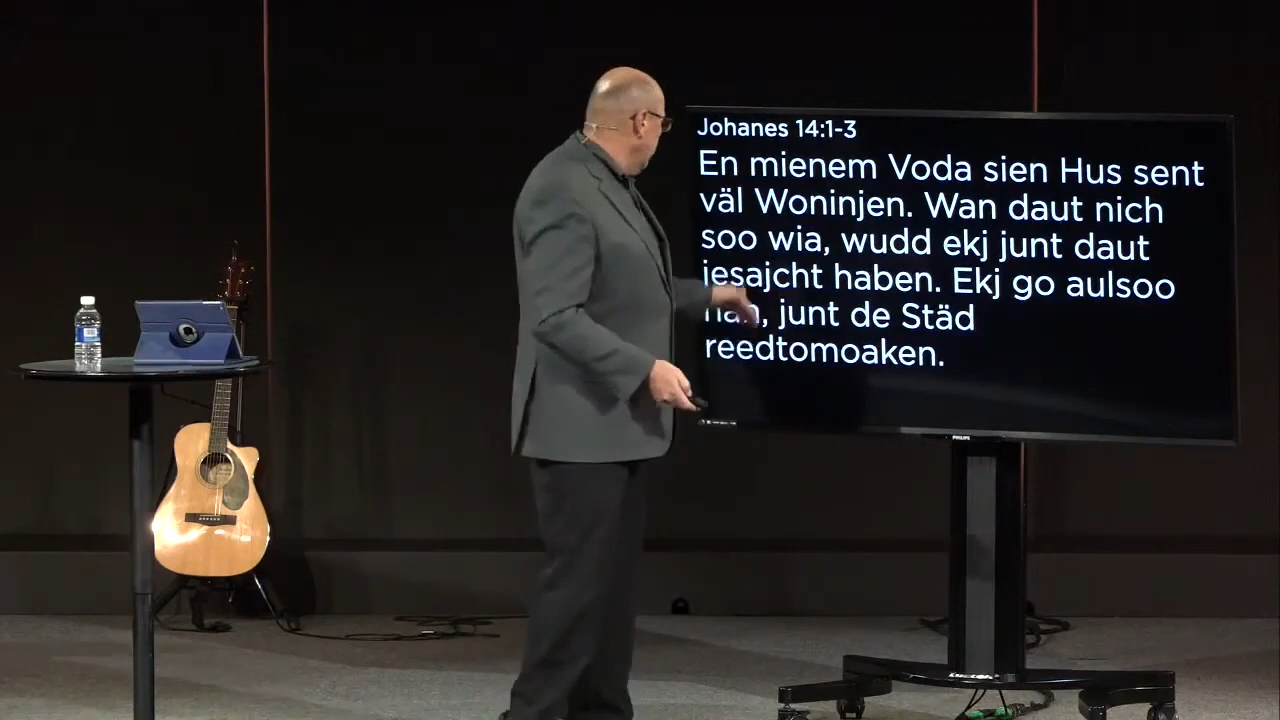 Johanes 14:1-3
En mienem Voda sien Hus sent
väl Woninjen. Wan daut nich
soo wia, wudd ekj junt daut
jesajcht haben. Ekj go aulsoo
junt de Städ
reedtomoaken.
PHILIPS